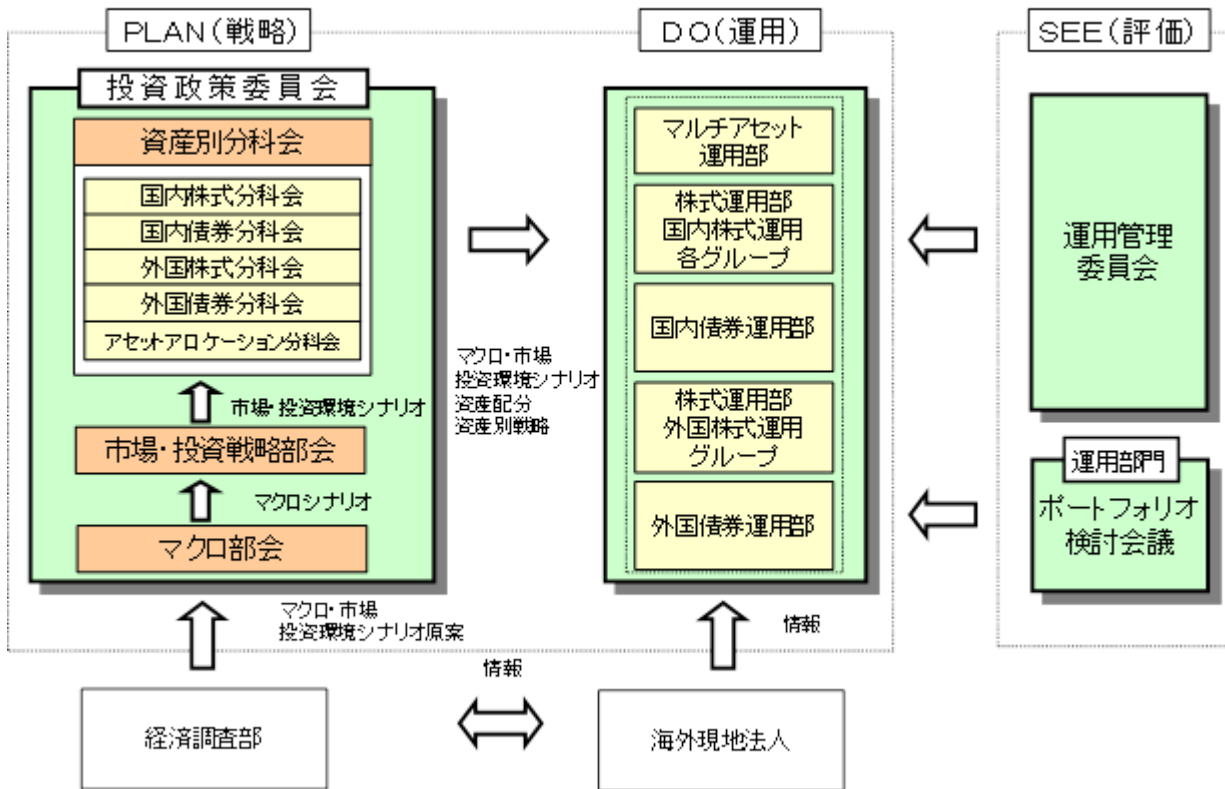 PLAN(戦略)
投資政策委員会
資産別分科会
国内株式分科会
国内債券分科会
外国株式分科会
外国債券分科会
アセットアロケーション分科会
市場・投資環境シナリオ
市場・投資戦略部会
マクロシナリオ
マクロ部会
マクロ・市場
投資環境シナリオ原案
経済調査部
マクロ・市場
投資環境シナリオ
資産配分
資産別戦略
情報
DO(運用)
マルチアセット
運用部
株式運用部
国内株式運用
各グループ
国内債券運用部
株式運用部
外国株式運用
グループ
外国債券運用部
情報
海外現地法人
SEE(評価)
運用管理
委員会
運用部門
ポートフォリオ
検討会議